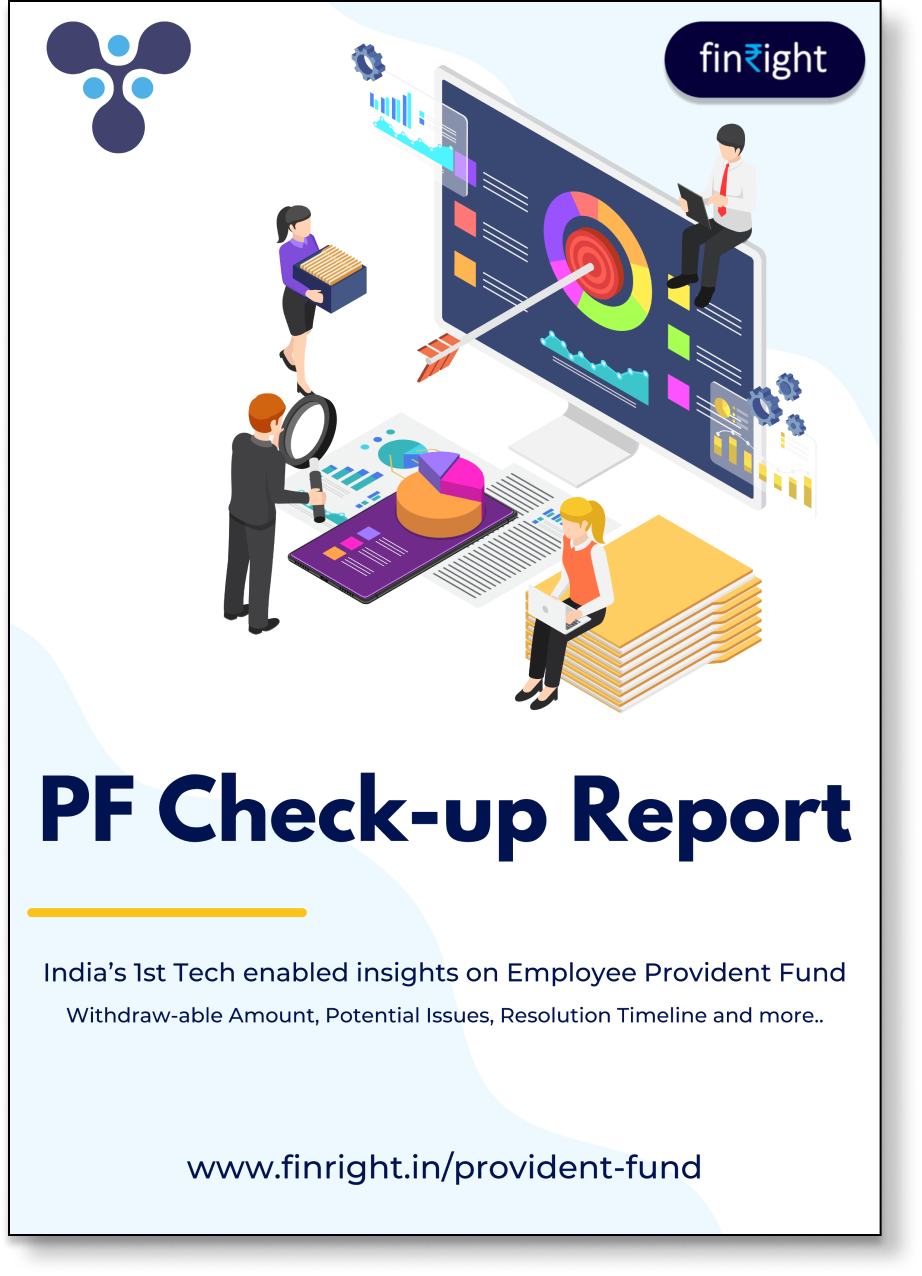 fin₹ight
PF Check-up Report
India’s 1st Tech enabled insights on Employee Provident Fund
Withdraw-able Amount, Potential Issues, Resolution Timeline and more..
www.finright.in/provident-fund